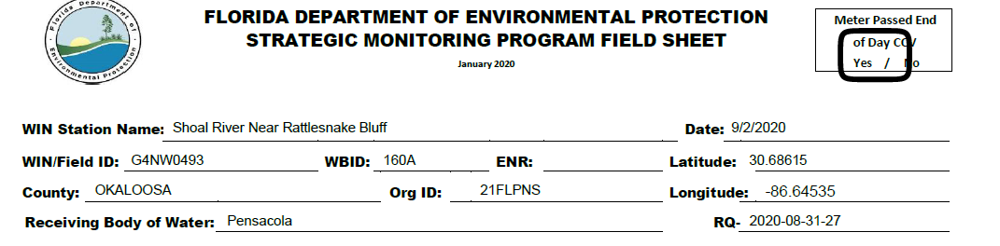 Florida Department of
Environmental Protection
FLORIDA DEPARTMENT OF ENVIRONMENTAL PROTECTION
STRATEGIC MONITORING PROGRAM FIELD SHEET
January 2020
Meter Passed End
of Day CCV
Yes / No
WIN Station Name: Shoal River Near Rattlesnake Bluff Date: 9/2/2020
WIN/Field ID: G4NW0493 WBID: 160A ENR: Latitude: 30.68615
County: OKALOOSA Org ID: 21FLPNS Longitude: -86.64535
Receiving Body of Water: Pensacola RQ- 2020-08-31-27